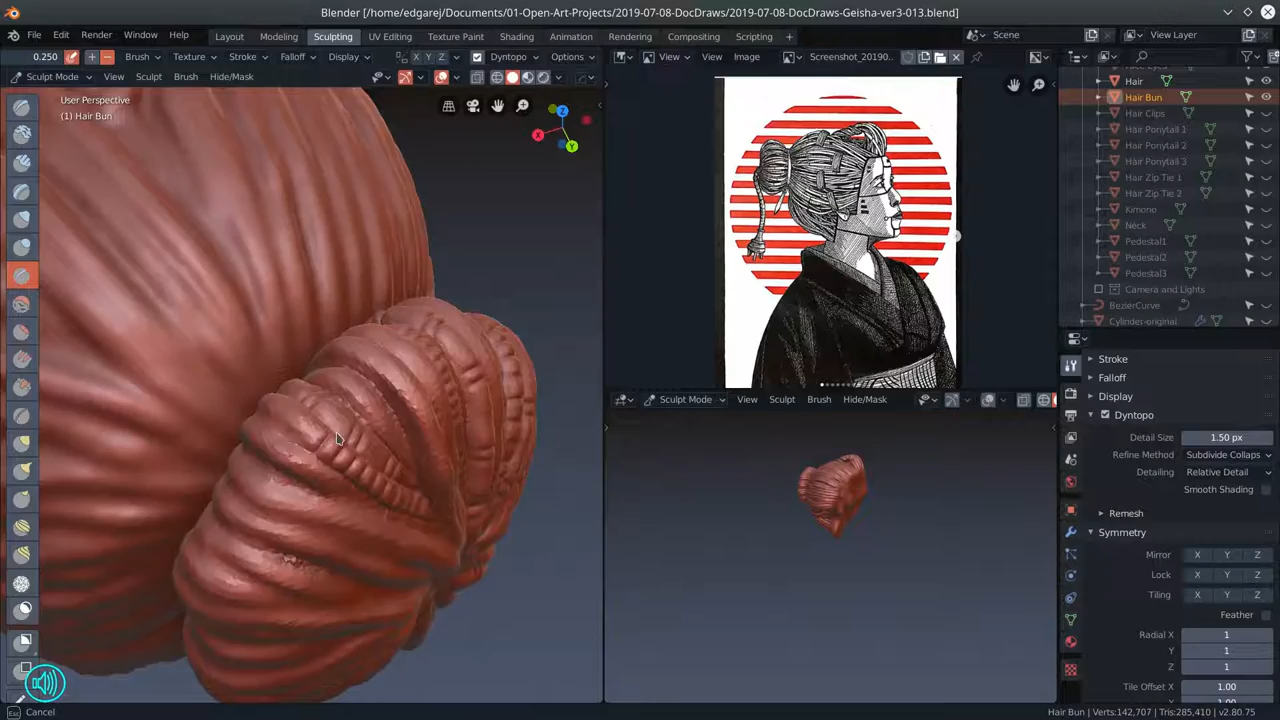 Blender [/home/edgarej/Documents/01-Open-Art-Projects/2019-07-08-DocDraws/2019-07-08-DocDraws-Geisha-ver3-013.blend]
File Edit Render Window Help Layout Modeling Sculpting UV Editing Texture Paint Shading Animation Rendering Compositing Scripting + Scene View Layer
0.250 Brush Texture Stroke Falloff Display X Y Z Dyntopo Options
View View Image Screenshot_20190..
Sculpt Mode View Sculpt Brush Hide/Mask
User Perspective
(1) Hair Bun
Z
X
Y
Hair
Hair Bun
Hair Clips
Hair Ponytail 1
Hair Ponytail 2
Hair Ponytail 3
Hair Zip Tie 1
Hair Zip Tie 2
Kimono
Neck
Pedestal1
Pedestal2
Pedestal3
Camera and Lights
BezierCurve
Cylinder-original
Sculpt Mode View Sculpt Brush Hide/Mask
Stroke
Falloff
Display
Dyntopo
Detail Size 1.50 px
Refine Method Subdivide Collaps
Detailing Relative Detail
Smooth Shading
Remesh
Symmetry
Mirror X Y Z
Lock X Y Z
Tiling X Y Z
Feather
Radial X 1
Y 1
Z 1
Tile Offset X 1.00
Esc Cancel
Hair Bun | Verts:142,707 | Tris:285,410 | v2.80.75